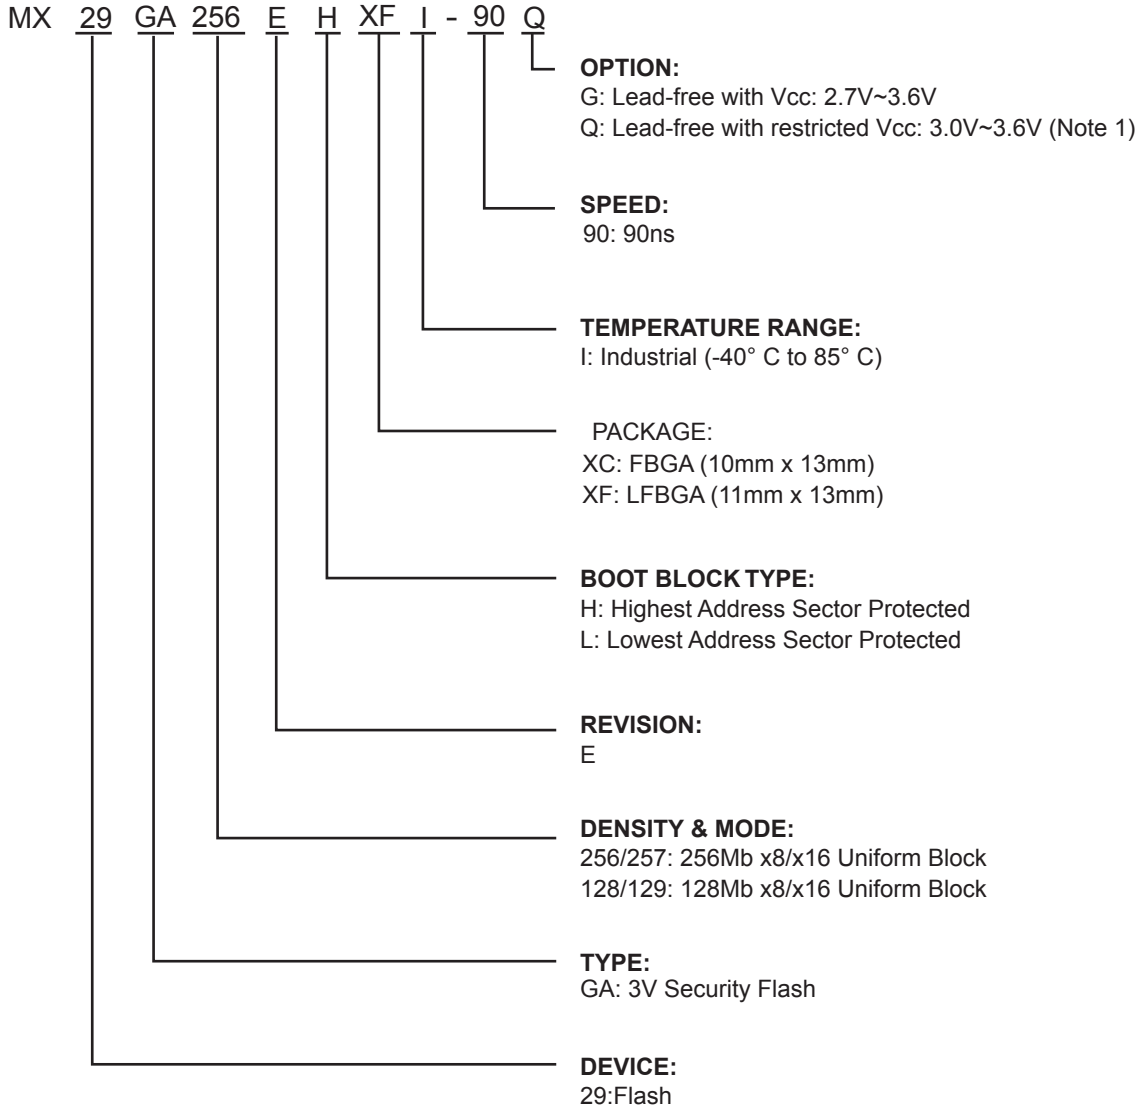 MX 29 GA 256 E H XF I - 90 Q
OPTION:
G: Lead-free with Vcc: 2.7V~3.6V
Q: Lead-free with restricted Vcc: 3.0V~3.6V (Note 1)
SPEED:
90: 90ns
TEMPERATURE RANGE:
I: Industrial (-40° C to 85° C)
PACKAGE:
XC: FBGA (10mm x 13mm)
XF: LFBGA (11mm x 13mm)
BOOT BLOCK TYPE:
H: Highest Address Sector Protected
L: Lowest Address Sector Protected
REVISION:
E
DENSITY & MODE:
256/257: 256Mb x8/x16 Uniform Block
128/129: 128Mb x8/x16 Uniform Block
TYPE:
GA: 3V Security Flash
DEVICE:
29:Flash